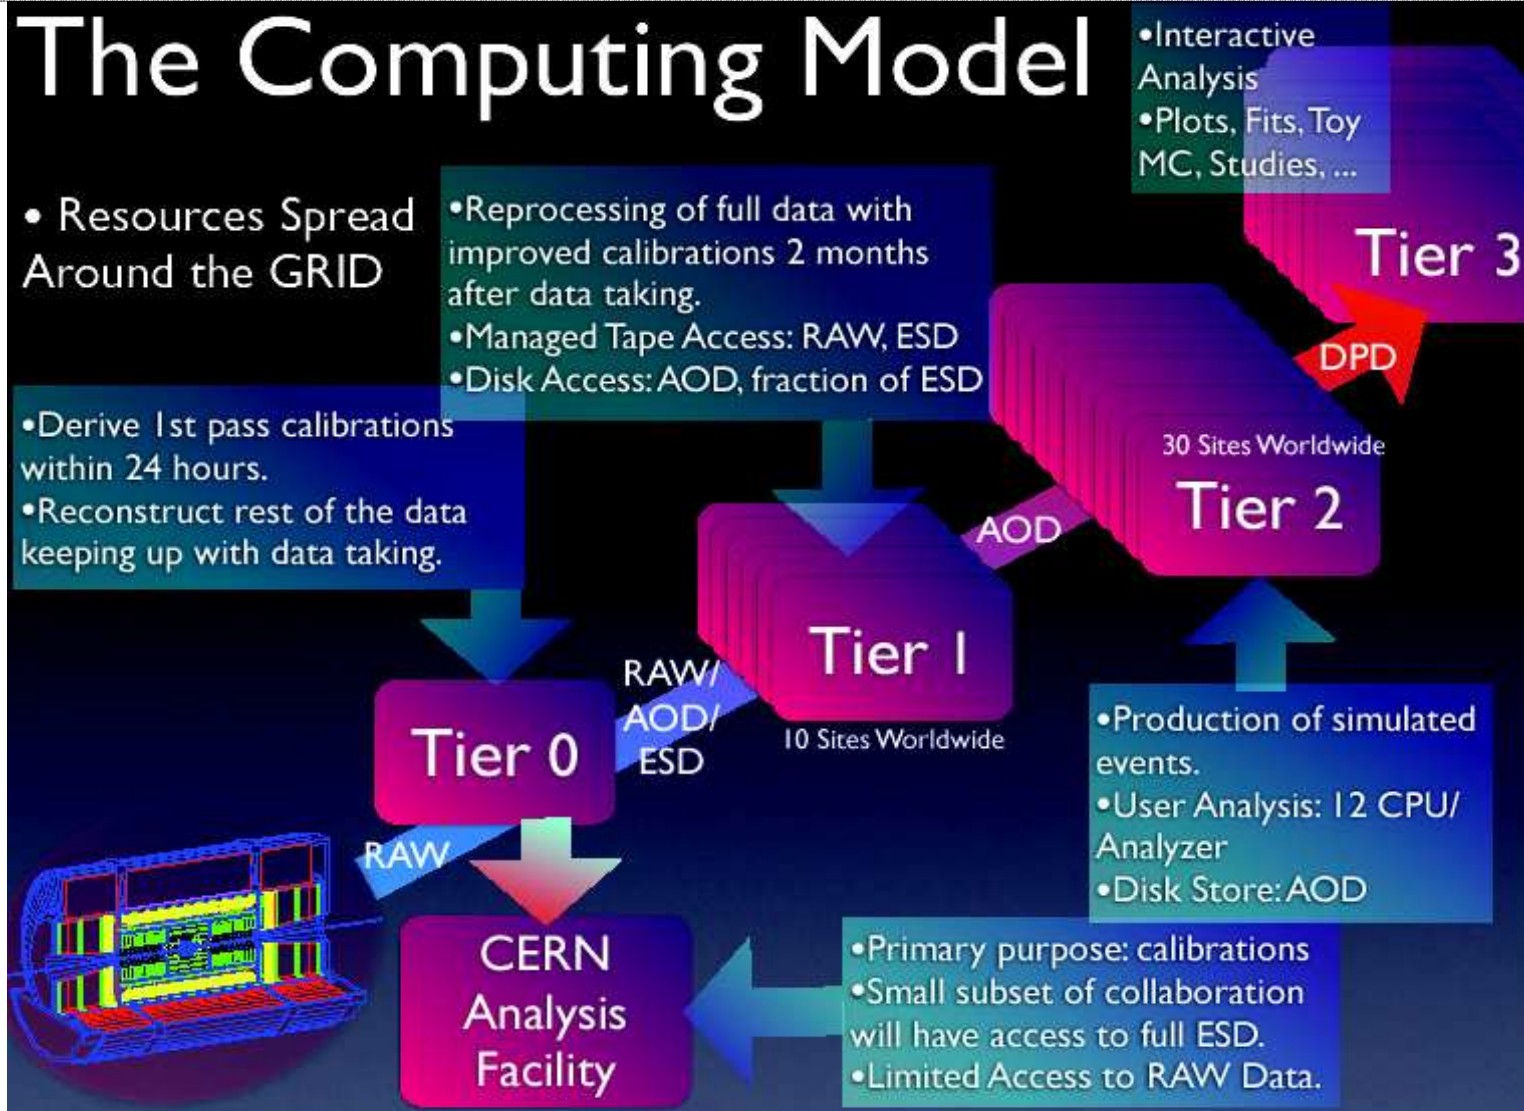 The Computing Model
• Resources Spread
Around the GRID
•Interactive
Analysis
•Plots, Fits, Toy
MC, Studies, ...
Tier 3
•Reprocessing of full data with
improved calibrations 2 months
after data taking.
•Managed Tape Access: RAW, ESD
•Disk Access: AOD, fraction of ESD
DPD
•Derive 1st pass calibrations
within 24 hours.
•Reconstruct rest of the data
keeping up with data taking.
30 Sites Worldwide
Tier 2
AOD
Tier 1
10 Sites Worldwide
RAW/
AOD/
ESD
Tier 0
RAW
•Production of simulated
events.
•User Analysis: 12 CPU/
Analyzer
•Disk Store: AOD
CERN
Analysis
Facility
•Primary purpose: calibrations
•Small subset of collaboration
will have access to full ESD.
•Limited Access to RAW Data.